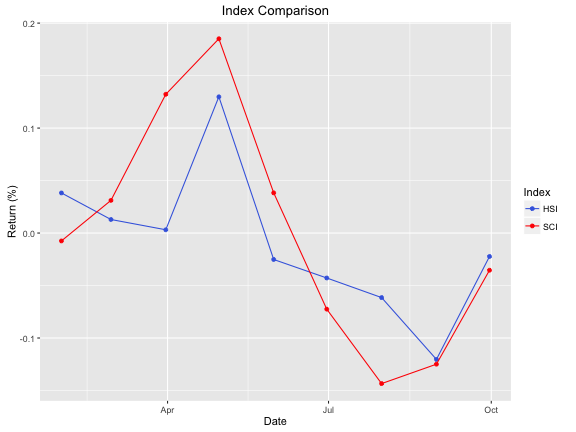 Index Comparison
0.2
0.1
0.0
-0.1
Return (%)
Apr
Jul
Oct
Date
Index
HSI
SCI